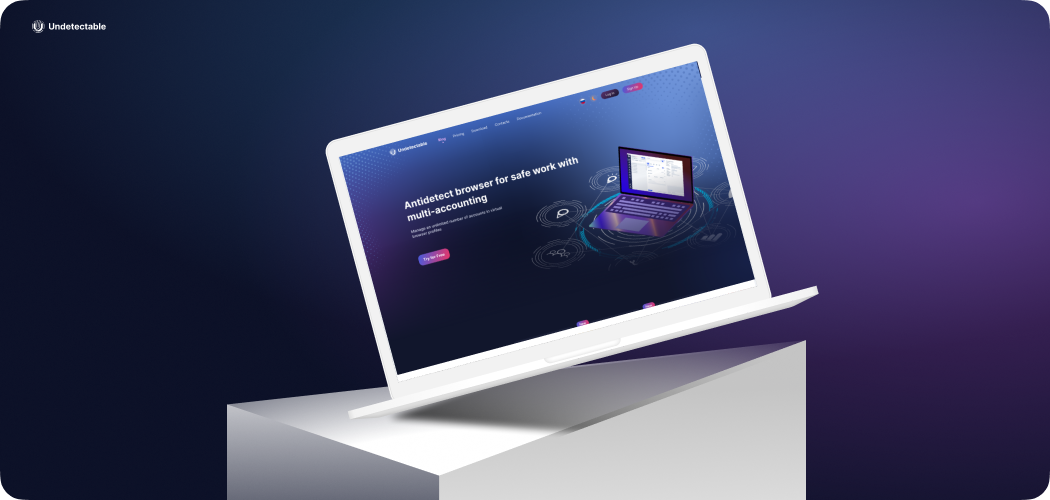 Undetectable
Log in
Sign Up
Undetectable
Blog
Pricing
Download
Contacts
Documentation
Antidetect browser for safe work with
multi-accounting
Manage an unlimited number of accounts in virtual
browser profiles
Try for Free